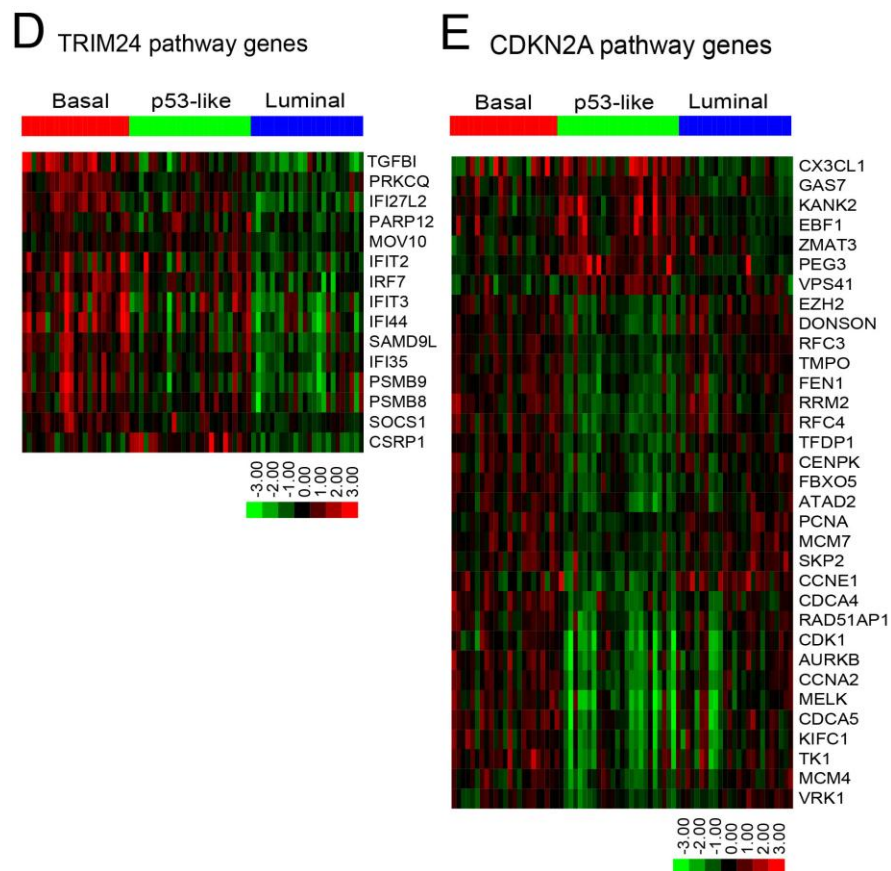 D TRIM24 pathway genes
Basal p53-like Luminal
TGFBI
PRKCQ
IFI27L2
PARP12
MOV10
IFIT2
IRF7
IFIT3
IFI44
SAMD9L
IFI35
PSMB9
PSMB8
SOCS1
CSRP1
-3.00 -2.00 -1.00 0.00 1.00 2.00 3.00
E CDKN2A pathway genes
Basal p53-like Luminal
CX3CL1
GAS7
KANK2
EBF1
ZMAT3
PEG3
VPS41
EZH2
DONSON
RFC3
TMPO
FEN1
RRM2
RFC4
TFDP1
CENPK
FBXO5
ATAD2
PCNA
MCM7
SKP2
CCNE1
CDCA4
RAD51AP1
CDK1
AURKB
CCNA2
MELK
CDCA5
KIFC1
TK1
MCM4
VRK1
-3.00 -2.00 -1.00 0.00 1.00 2.00 3.00